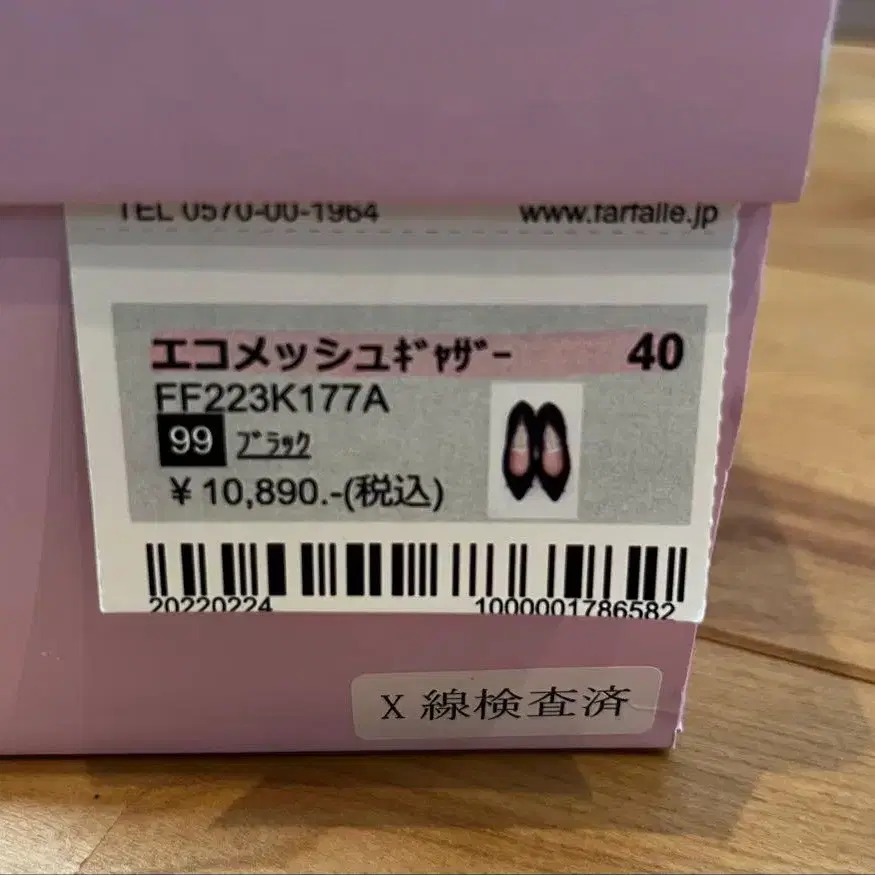 TEL 0570-00-1964
www.farfalle.jp
エコメッシュギャザー 40
FF223K177A
99 ブラック
¥10,890.-(税込)
20220224
1000001786582
X線検査済